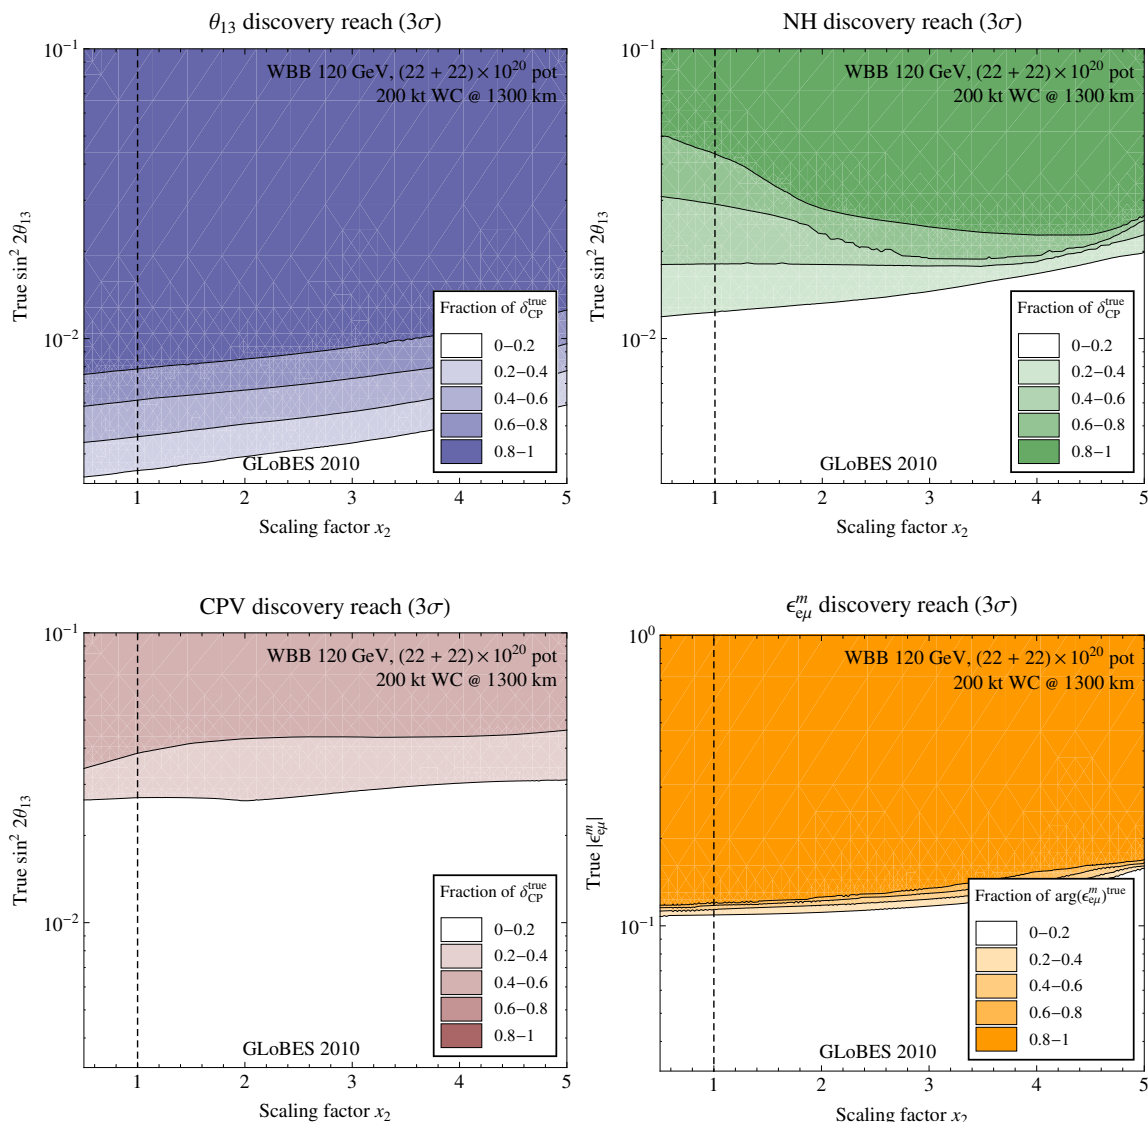 θ₁₃ discovery reach (3σ)
10⁻¹
WBB 120 GeV, (22 + 22) × 10²⁰ pot
200 kt WC @ 1300 km
True sin² 2θ₁₃
10⁻²
Fraction of δ_CP^true
0−0.2
0.2−0.4
0.4−0.6
0.6−0.8
0.8−1
GLoBES 2010
1 2 3 4 5
Scaling factor x₂
NH discovery reach (3σ)
10⁻¹
WBB 120 GeV, (22 + 22) × 10²⁰ pot
200 kt WC @ 1300 km
True sin² 2θ₁₃
10⁻²
Fraction of δ_CP^true
0−0.2
0.2−0.4
0.4−0.6
0.6−0.8
0.8−1
GLoBES 2010
1 2 3 4 5
Scaling factor x₂
CPV discovery reach (3σ)
10⁻¹
WBB 120 GeV, (22 + 22) × 10²⁰ pot
200 kt WC @ 1300 km
True sin² 2θ₁₃
10⁻²
Fraction of δ_CP^true
0−0.2
0.2−0.4
0.4−0.6
0.6−0.8
0.8−1
GLoBES 2010
1 2 3 4 5
Scaling factor x₂
ϵ_eμ^m discovery reach (3σ)
10⁰
WBB 120 GeV, (22 + 22) × 10²⁰ pot
200 kt WC @ 1300 km
True |ϵ_eμ^m|
10⁻¹
Fraction of arg(ϵ_eμ^m)^true
0−0.2
0.2−0.4
0.4−0.6
0.6−0.8
0.8−1
GLoBES 2010
1 2 3 4 5
Scaling factor x₂